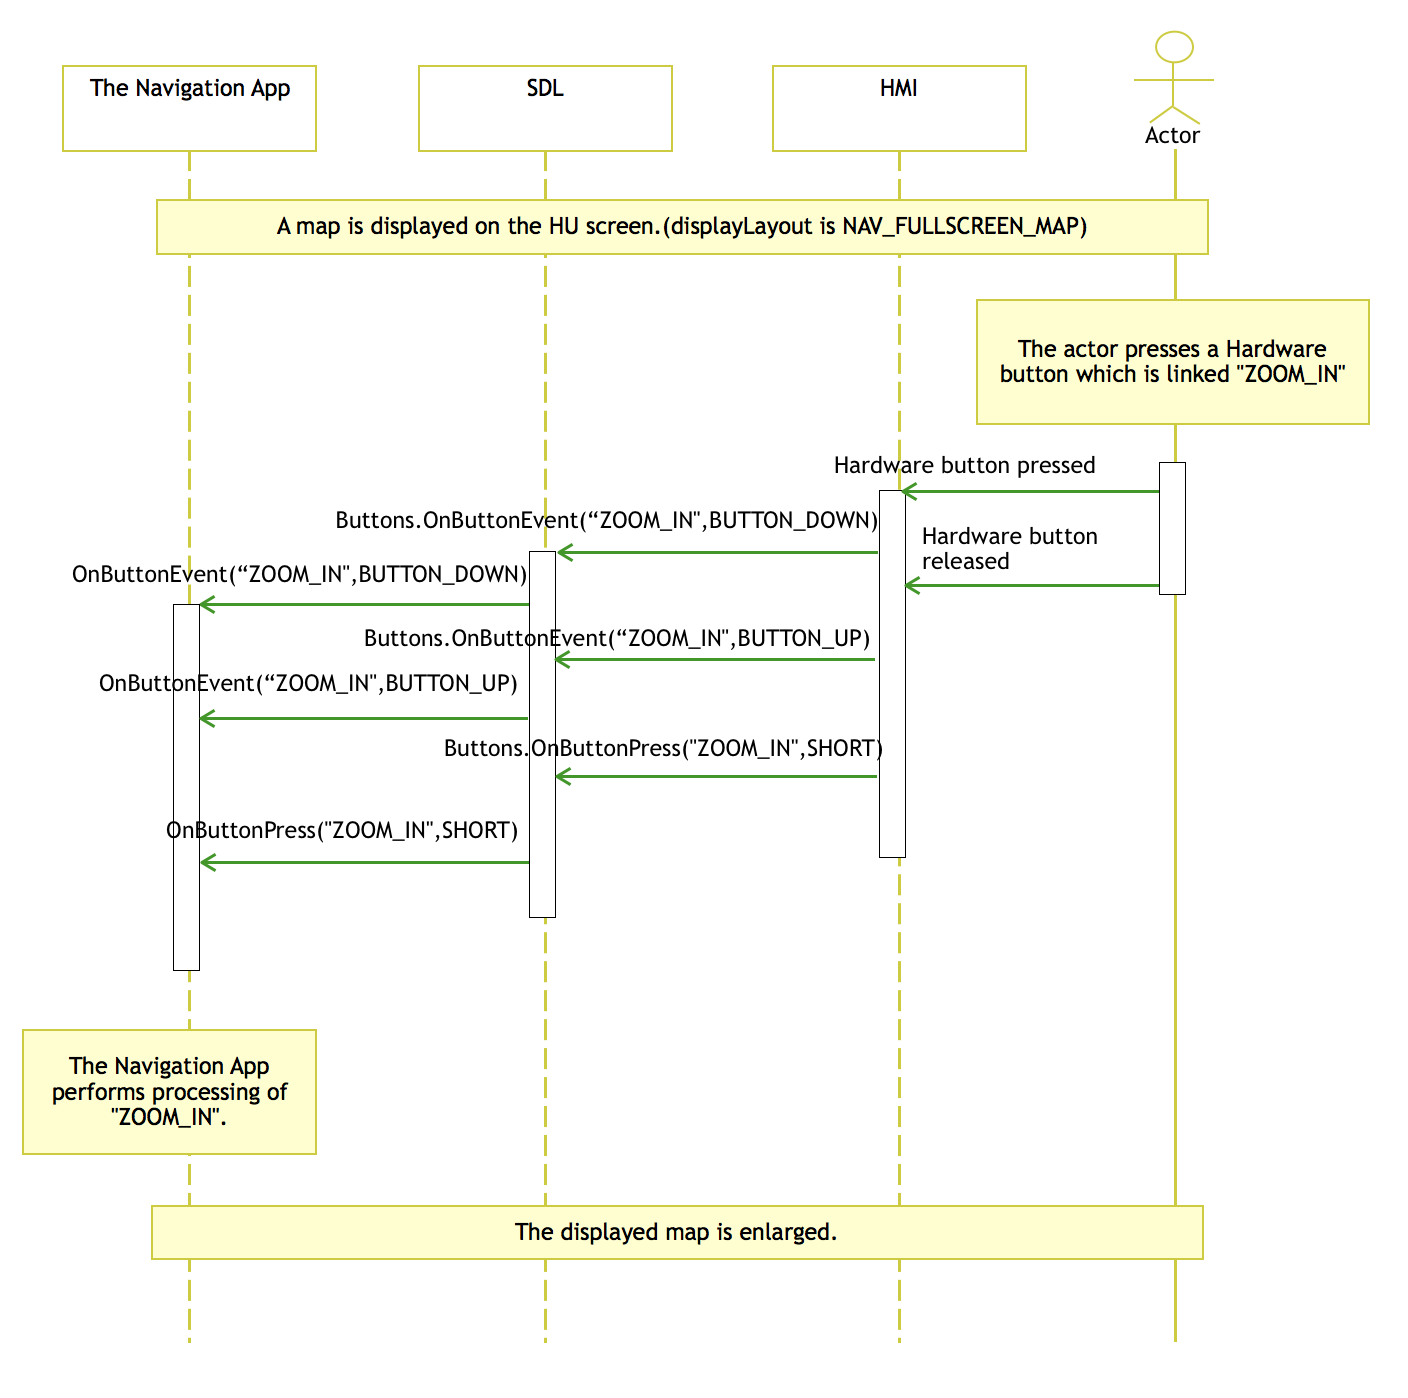 The Navigation App
SDL
HMI
Actor
A map is displayed on the HU screen.(displayLayout is NAV_FULLSCREEN_MAP)
The actor presses a Hardware
button which is linked "ZOOM_IN"
Hardware button pressed
Buttons.OnButtonEvent(“ZOOM_IN",BUTTON_DOWN)
Hardware button
released
OnButtonEvent(“ZOOM_IN",BUTTON_DOWN)
Buttons.OnButtonEvent(“ZOOM_IN",BUTTON_UP)
OnButtonEvent(“ZOOM_IN",BUTTON_UP)
Buttons.OnButtonPress("ZOOM_IN",SHORT)
OnButtonPress("ZOOM_IN",SHORT)
The Navigation App
performs processing of
"ZOOM_IN".
The displayed map is enlarged.